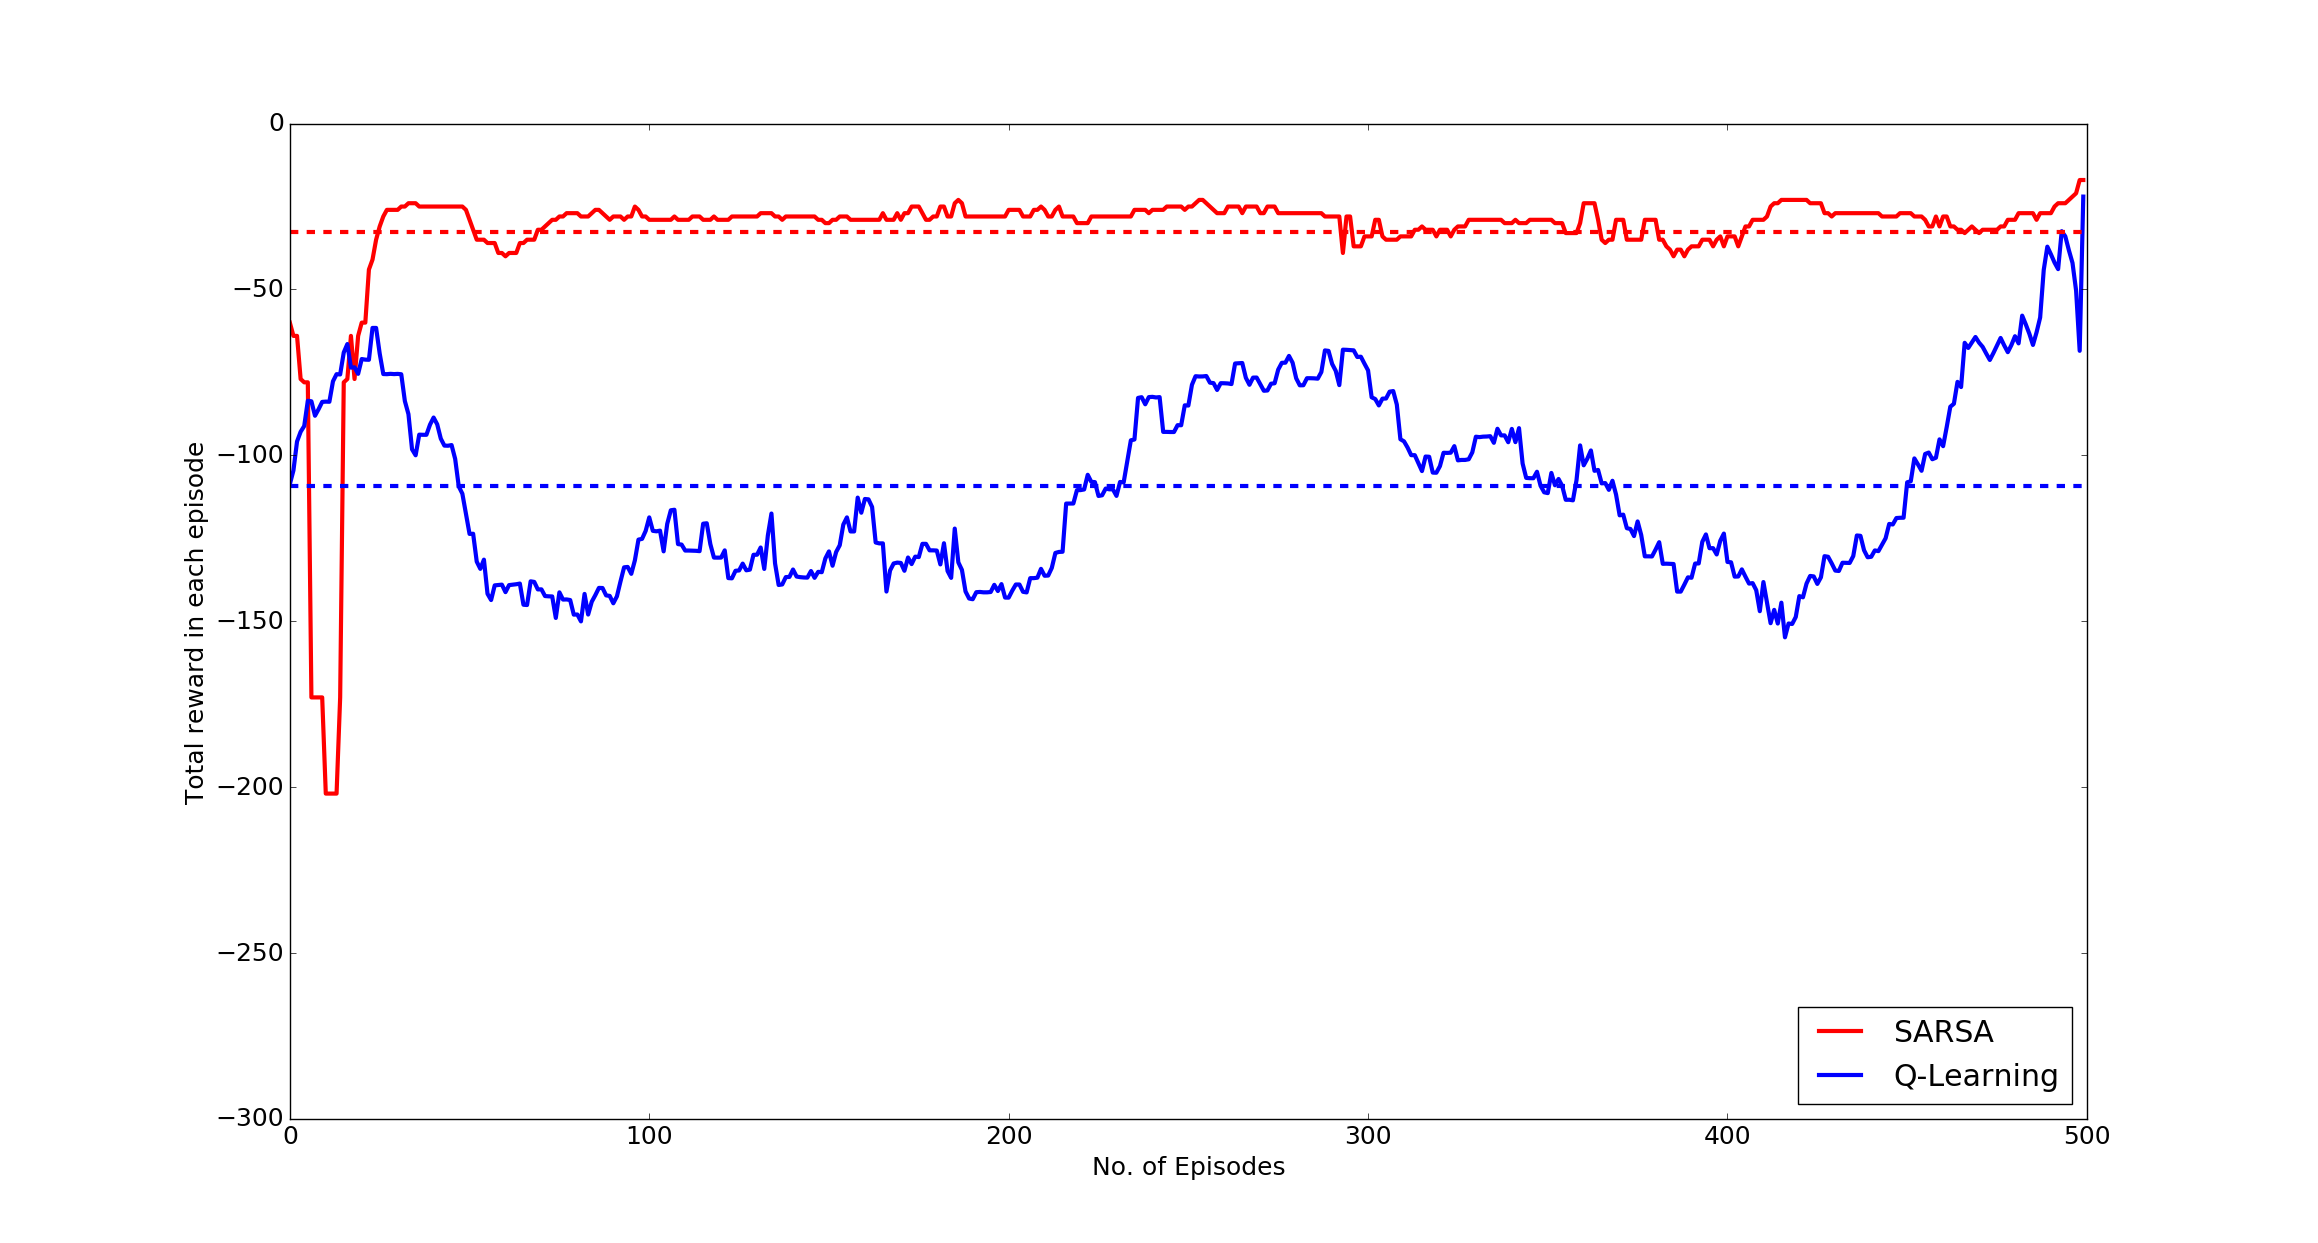 0
−50
−100
−150
−200
−250
−300
Total reward in each episode
0 100 200 300 400 500
No. of Episodes
SARSA
Q-Learning